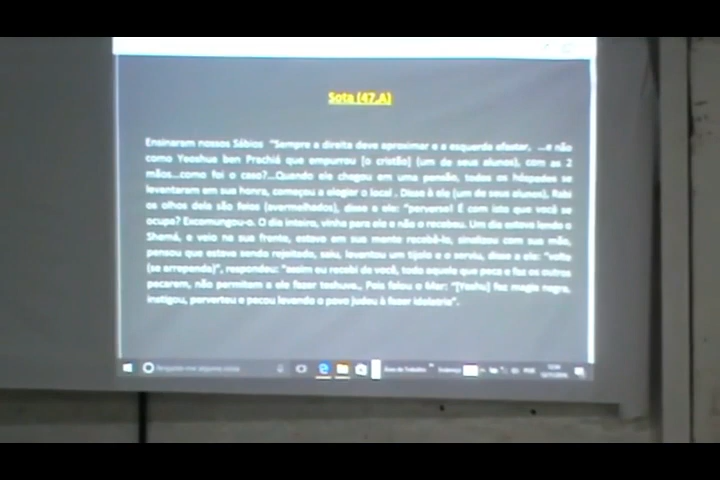 Sota (47.A)
Ensinaram nossos Sábios "Sempre a direita deve aproximar e a esquerda afastar, ...e não
como Yeoshua ben Prachiá que empurrou [o cristão] (um de seus alunos), com as 2
mãos...como foi o caso?...Quando ele chegou em uma pensão, todos os hóspedes se
levantaram em sua honra, começou a elogiar o local. Disse à ele (um de seus alunos), Rabi
os olhos dela são feios (avermelhados), disse a ele: "perverso! É com isto que você se
ocupa? Excomungou-o. O dia inteiro, vinha para ele e não o recebeu. Um dia estava lendo o
Shemá, e veio na sua frente, estava em sua mente recebê-lo, sinalizou com sua mão,
pensou que estava sendo rejeitado, saiu, levantou um tijolo e o serviu, disse a ele: "volte
(se arrependa)", respondeu: "assim eu recebi de você, todo aquele que peca e faz os outros
pecarem, não permitem a ele fazer teshuva., Pois falou o Mar: "[Yeshu] fez magia negra,
instigou, perverteu e pecou levando o povo judeu à fazer idolatria".
Área de Trabalho